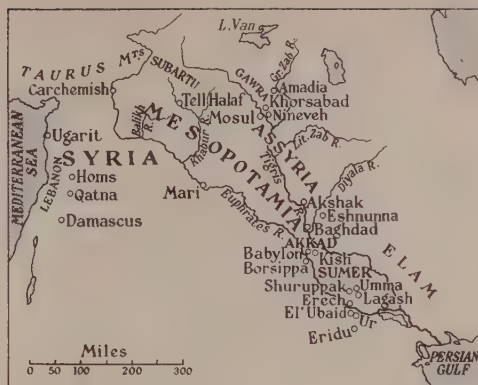 L.Van
TAURUS MTS
SUBARTU
GAWRA
Gr. Zab R.
Carchemish
Amadia
Tell Halaf
Khorsabad
Mosul
Nineveh
Balikh R.
Khabur R.
ASSYRIA
Lit. Zab R.
MEDITERRANEAN SEA
Ugarit
SYRIA
MESOPOTAMIA
Tigris R.
Diyala R.
LEBANON
Homs
Qatna
Mari
Euphrates R.
Akshak
Eshnunna
Damascus
Baghdad
AKKAD
ELAM
Babylon
Kish
Borsippa
SUMER
Shuruppak
Umma
Erech
Lagash
El'Ubaid
Ur
Eridu
Miles
0 50 100 200 300
PERSIAN GULF